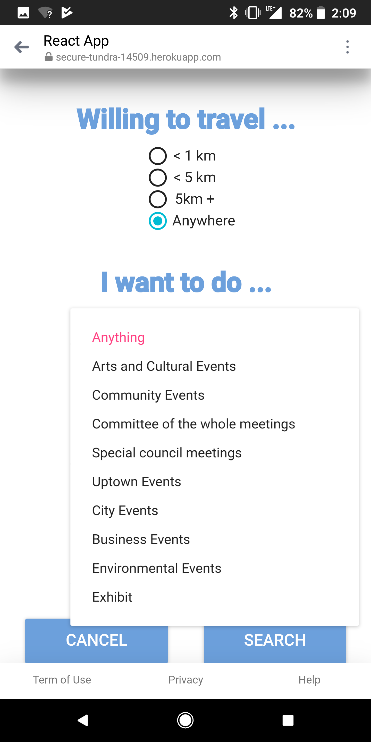 82% 2:09
React App
secure-tundra-14509.herokuapp.com
Willing to travel ...
< 1 km
< 5 km
5km +
Anywhere
I want to do ...
Anything
Arts and Cultural Events
Community Events
Committee of the whole meetings
Special council meetings
Uptown Events
City Events
Business Events
Environmental Events
Exhibit
CANCEL SEARCH
Term of Use Privacy Help